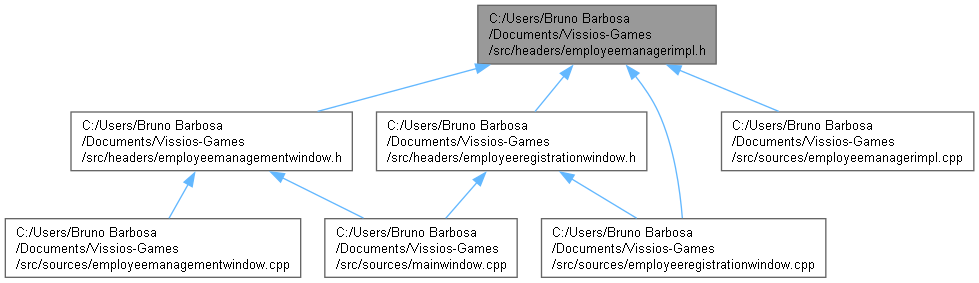 C:/Users/Bruno Barbosa
/Documents/Vissios-Games
/src/headers/employeemanagerimpl.h
C:/Users/Bruno Barbosa
/Documents/Vissios-Games
/src/headers/employeemanagementwindow.h
C:/Users/Bruno Barbosa
/Documents/Vissios-Games
/src/headers/employeeregistrationwindow.h
C:/Users/Bruno Barbosa
/Documents/Vissios-Games
/src/sources/employeemanagerimpl.cpp
C:/Users/Bruno Barbosa
/Documents/Vissios-Games
/src/sources/employeemanagementwindow.cpp
C:/Users/Bruno Barbosa
/Documents/Vissios-Games
/src/sources/mainwindow.cpp
C:/Users/Bruno Barbosa
/Documents/Vissios-Games
/src/sources/employeeregistrationwindow.cpp